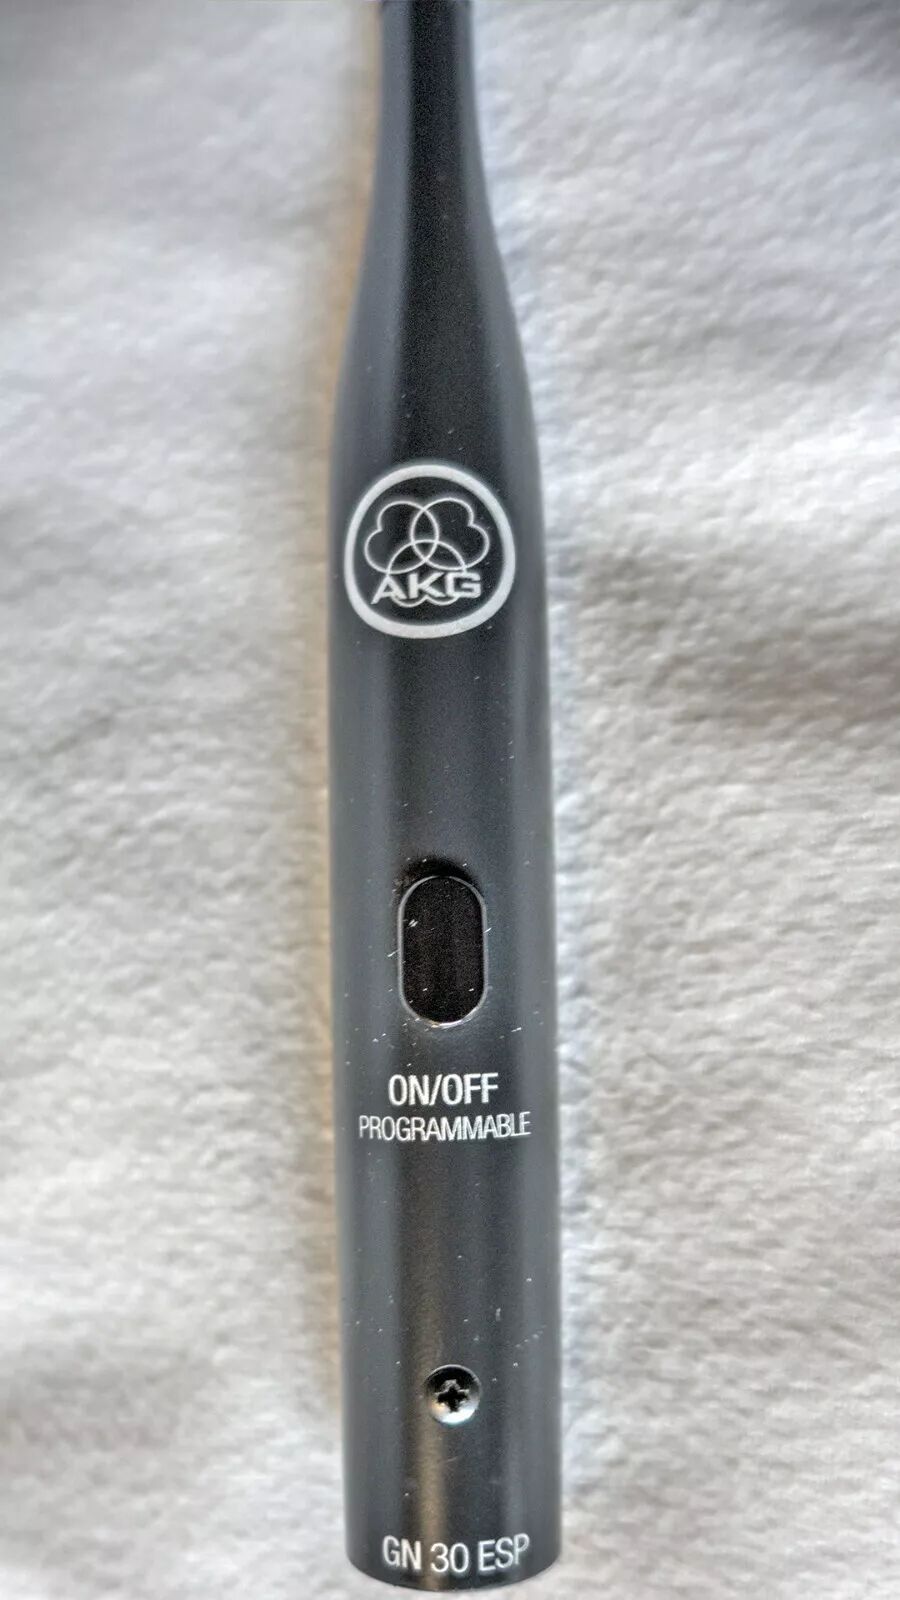 AKG
ON/OFF
PROGRAMMABLE
GN 30 ESP